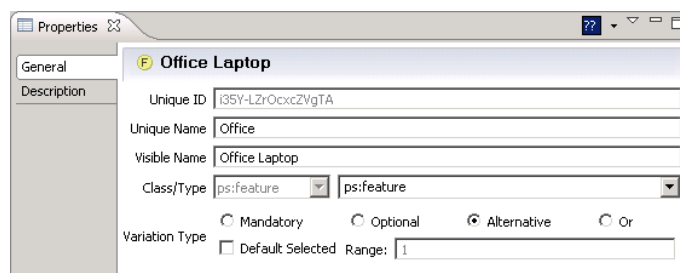 Properties
??
General
Description
F Office Laptop
Unique ID i35Y-LZrOcxcZVgTA
Unique Name Office
Visible Name Office Laptop
Class/Type ps:feature ps:feature
Variation Type Mandatory Optional Alternative Or
Default Selected Range: 1